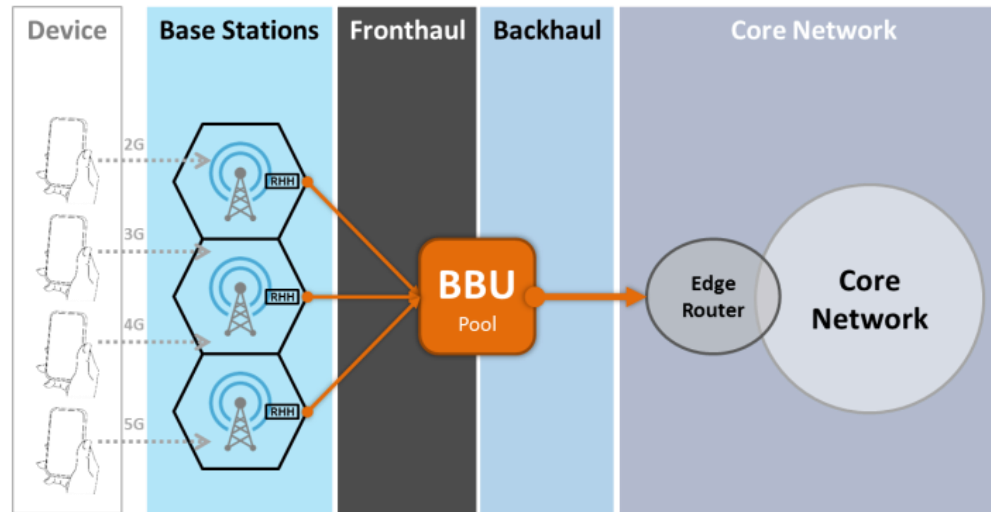 Device
Base Stations
Fronthaul
Backhaul
Core Network
2G
3G
4G
5G
RHH
RHH
RHH
BBU
Pool
Edge
Router
Core
Network